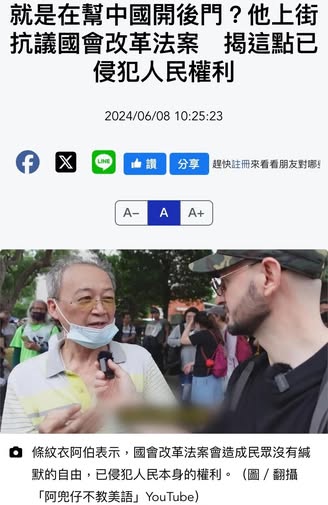 就是在幫中國開後門？他上街
抗議國會改革法案　揭這點已
侵犯人民權利
2024/06/08 10:25:23
讚 分享 趕快註冊來看看朋友對哪
A− A A+
條紋衣阿伯表示，國會改革法案會造成民眾沒有緘
默的自由，已侵犯人民本身的權利。（圖／翻攝
「阿兜仔不教美語」YouTube）